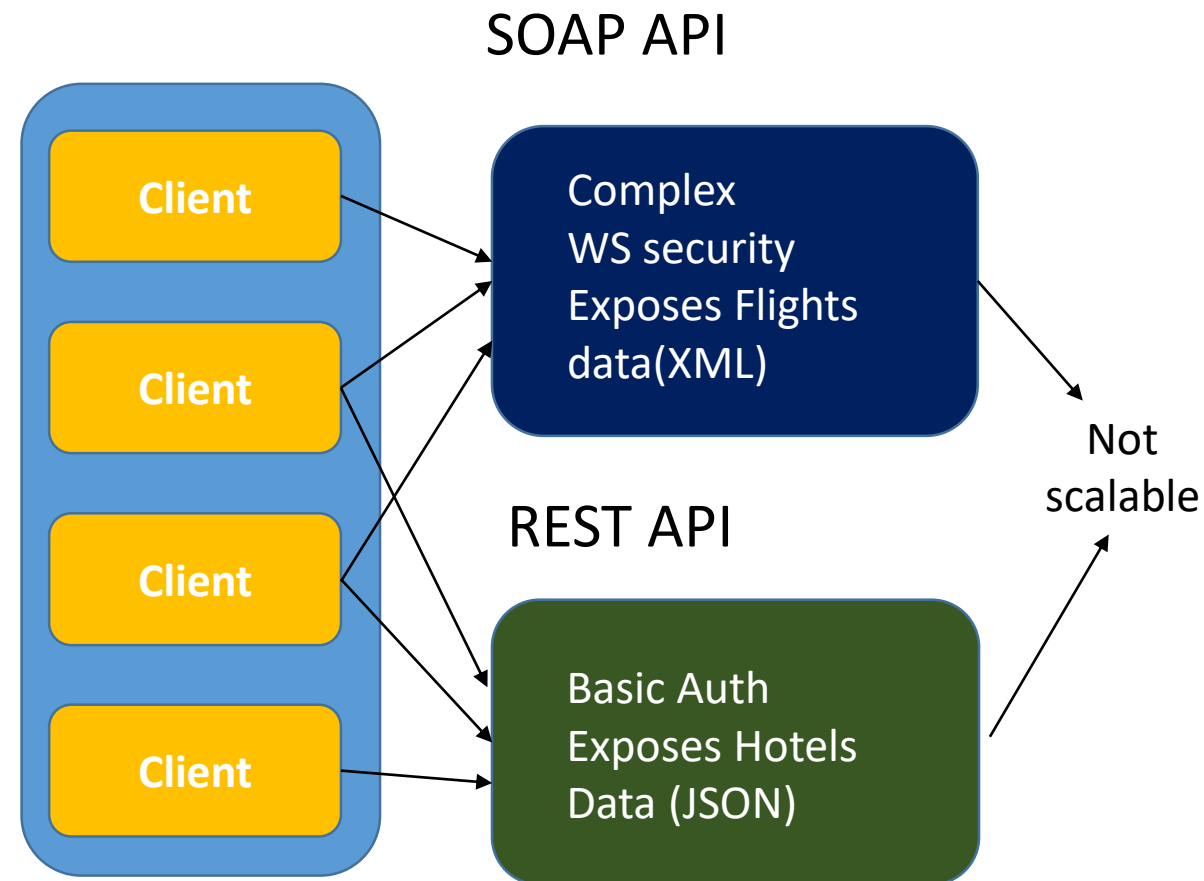 SOAP API
Client
Client
Client
Client
Complex
WS security
Exposes Flights
data(XML)
REST API
Basic Auth
Exposes Hotels
Data (JSON)
Not
scalable